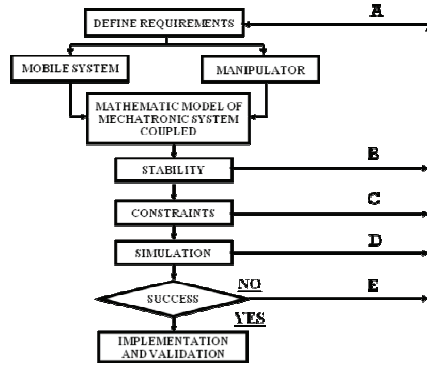 DEFINE REQUIREMENTS
A
MOBILE SYSTEM
MANIPULATOR
MATHEMATIC MODEL OF
MECHATRONIC SYSTEM
COUPLED
STABILITY
B
CONSTRAINTS
C
SIMULATION
D
SUCCESS
NO
E
YES
IMPLEMENTATION
AND VALIDATION